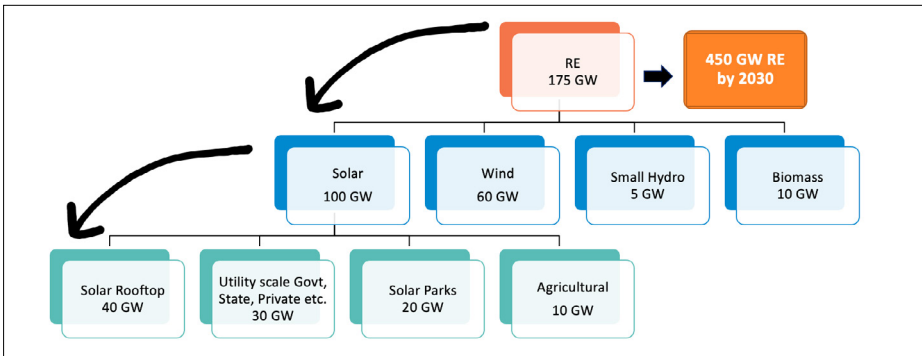 RE
175 GW
450 GW RE
by 2030
Solar
100 GW
Wind
60 GW
Small Hydro
5 GW
Biomass
10 GW
Solar Rooftop
40 GW
Utility scale Govt,
State, Private etc.
30 GW
Solar Parks
20 GW
Agricultural
10 GW